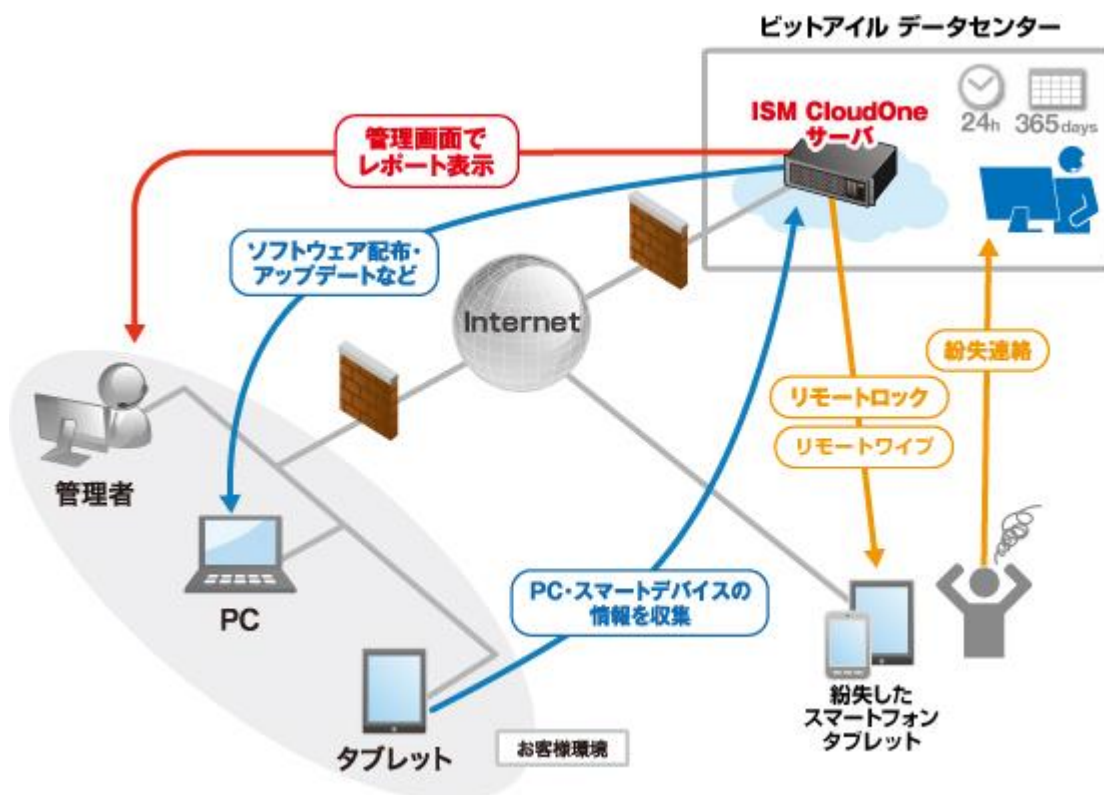 ビットアイル データセンター
ISM CloudOne
サーバ
24h 365days
管理画面で
レポート表示
ソフトウェア配布・
アップデートなど
Internet
紛失連絡
リモートロック
リモートワイプ
管理者
PC
PC・スマートデバイスの
情報を収集
タブレット
お客様環境
紛失した
スマートフォン
タブレット